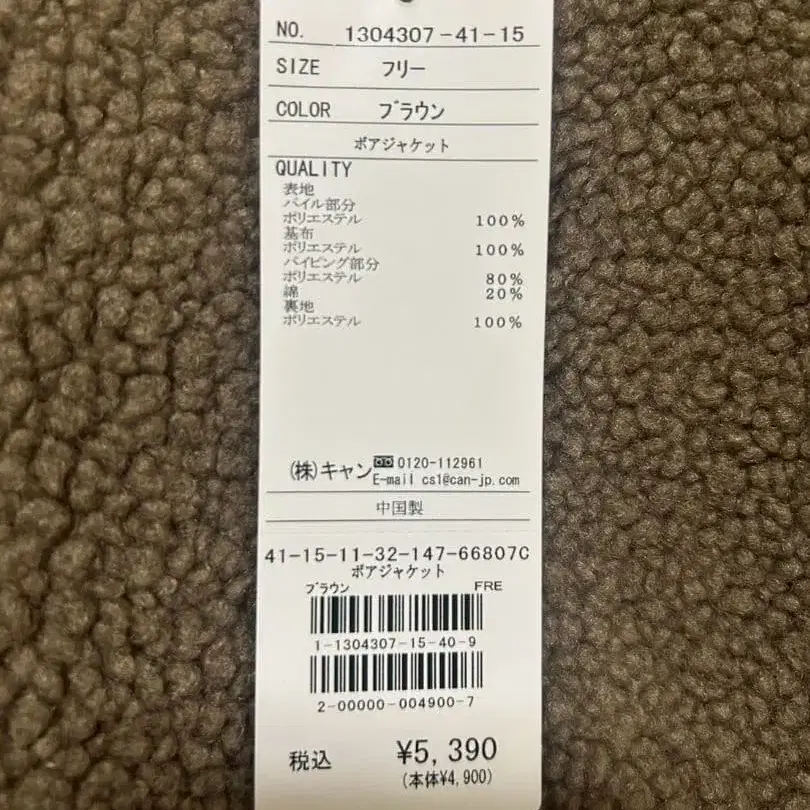 NO. 1304307-41-15
SIZE フリー
COLOR ブラウン
ボアジャケット
QUALITY
表地
パイル部分
ポリエステル 100%
基布
ポリエステル 100%
パイピング部分
ポリエステル 80%
綿 20%
裏地
ポリエステル 100%
(株)キャン 0120-112961
E-mail cs1@can-jp.com
中国製
41-15-11-32-147-66807C
ボアジャケット
ブラウン FRE
1-1304307-15-40-9
2-00000-004900-7
税込 ¥5,390
(本体¥4,900)